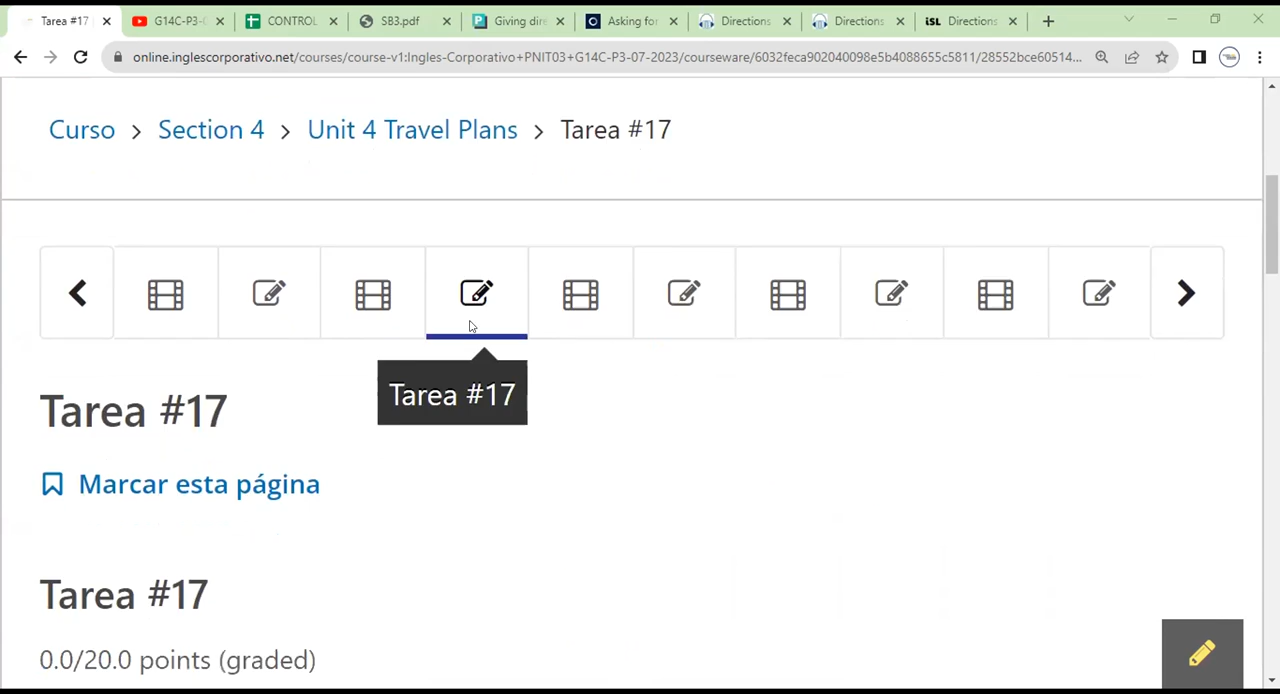 Tarea #17
G14C-P3-
CONTROL
SB3.pdf
Giving dire
Asking for
Directions
Directions
iSL Directions
online.inglescorporativo.net/courses/course-v1:Ingles-Corporativo+PNIT03+G14C-P3-07-2023/courseware/6032feca902040098e5b4088655c5811/28552bce60514...
Curso > Section 4 > Unit 4 Travel Plans > Tarea #17
Tarea #17
Tarea #17
Marcar esta página
Tarea #17
0.0/20.0 points (graded)